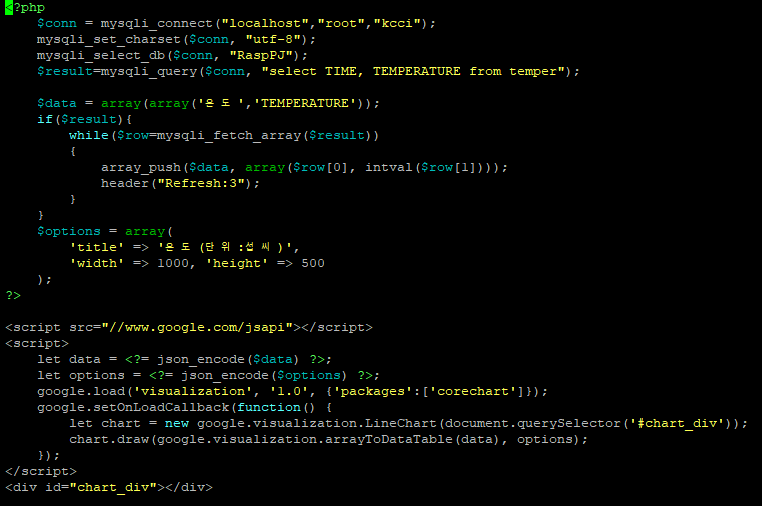 <?php
    $conn = mysqli_connect("localhost","root","kcci");
    mysqli_set_charset($conn, "utf-8");
    mysqli_select_db($conn, "RaspPJ");
    $result=mysqli_query($conn, "select TIME, TEMPERATURE from temper");

    $data = array(array('온도','TEMPERATURE'));
    if($result){
        while($row=mysqli_fetch_array($result))
        {
            array_push($data, array($row[0], intval($row[1])));
            header("Refresh:3");
        }
    }
    $options = array(
        'title' => '온도(단위:섭씨)',
        'width' => 1000, 'height' => 500
    );
?>

<script src="//www.google.com/jsapi"></script>
<script>
    let data = <?= json_encode($data) ?>;
    let options = <?= json_encode($options) ?>;
    google.load('visualization', '1.0', {'packages':['corechart']});
    google.setOnLoadCallback(function() {
        let chart = new google.visualization.LineChart(document.querySelector('#chart_div'));
        chart.draw(google.visualization.arrayToDataTable(data), options);
    });
</script>
<div id="chart_div"></div>